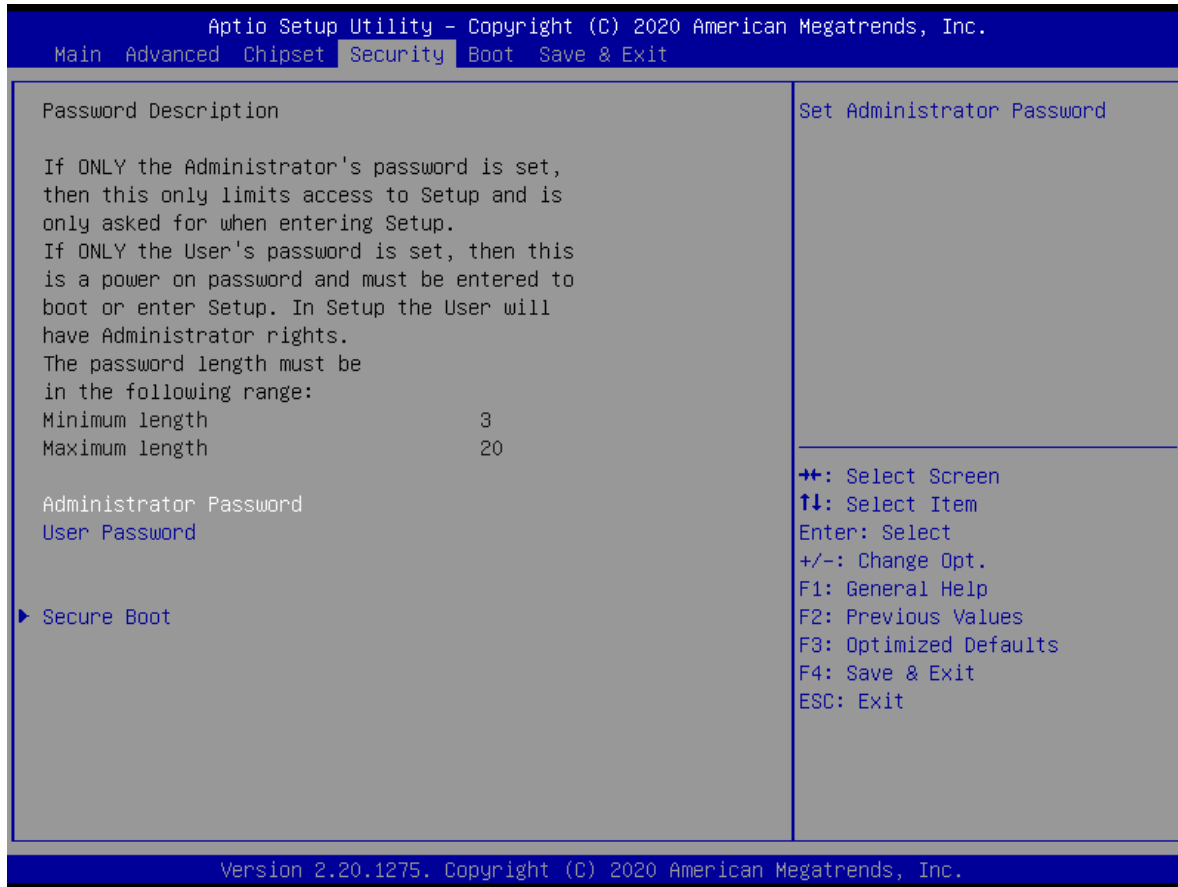 Aptio Setup Utility – Copyright (C) 2020 American Megatrends, Inc.
Main Advanced Chipset Security Boot Save & Exit
Password Description
If ONLY the Administrator's password is set,
then this only limits access to Setup and is
only asked for when entering Setup.
If ONLY the User's password is set, then this
is a power on password and must be entered to
boot or enter Setup. In Setup the User will
have Administrator rights.
The password length must be
in the following range:
Minimum length 3
Maximum length 20
Administrator Password
User Password
Secure Boot
Set Administrator Password
→←: Select Screen
↑↓: Select Item
Enter: Select
+/-: Change Opt.
F1: General Help
F2: Previous Values
F3: Optimized Defaults
F4: Save & Exit
ESC: Exit
Version 2.20.1275. Copyright (C) 2020 American Megatrends, Inc.